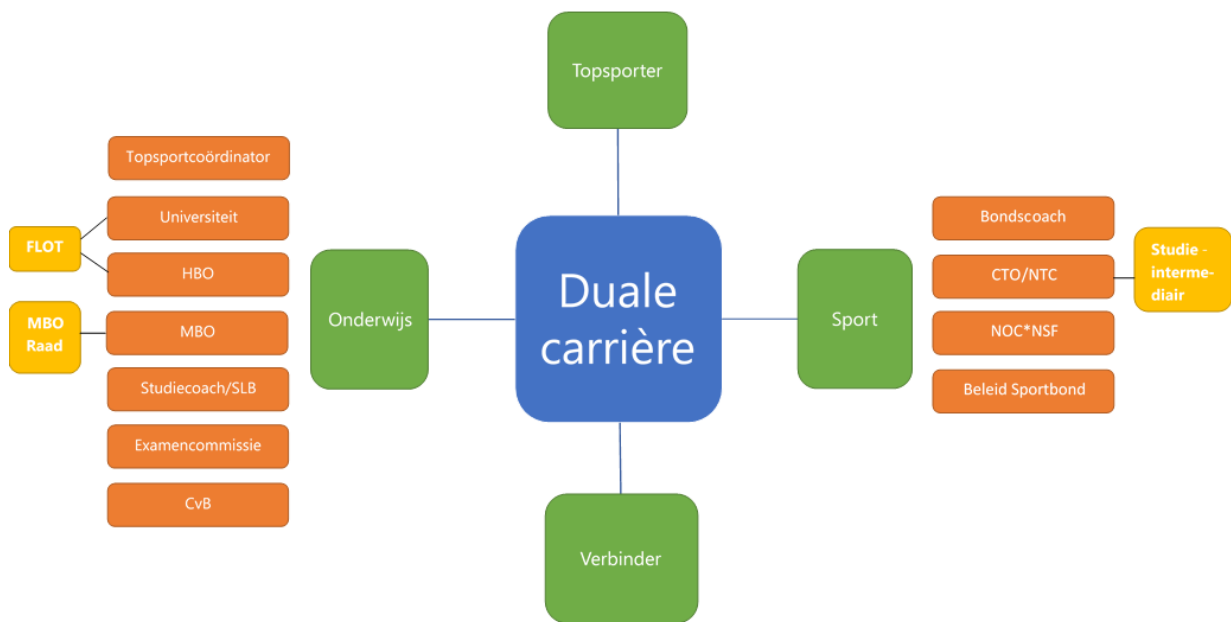 Topsporter
Topsportcoördinator
Universiteit
FLOT
HBO
MBO
Raad
MBO
Studiecoach/SLB
Examencommissie
CvB
Onderwijs
Duale
carrière
Sport
Bondscoach
CTO/NTC
Studie -
interme-
diair
NOC*NSF
Beleid Sportbond
Verbinder